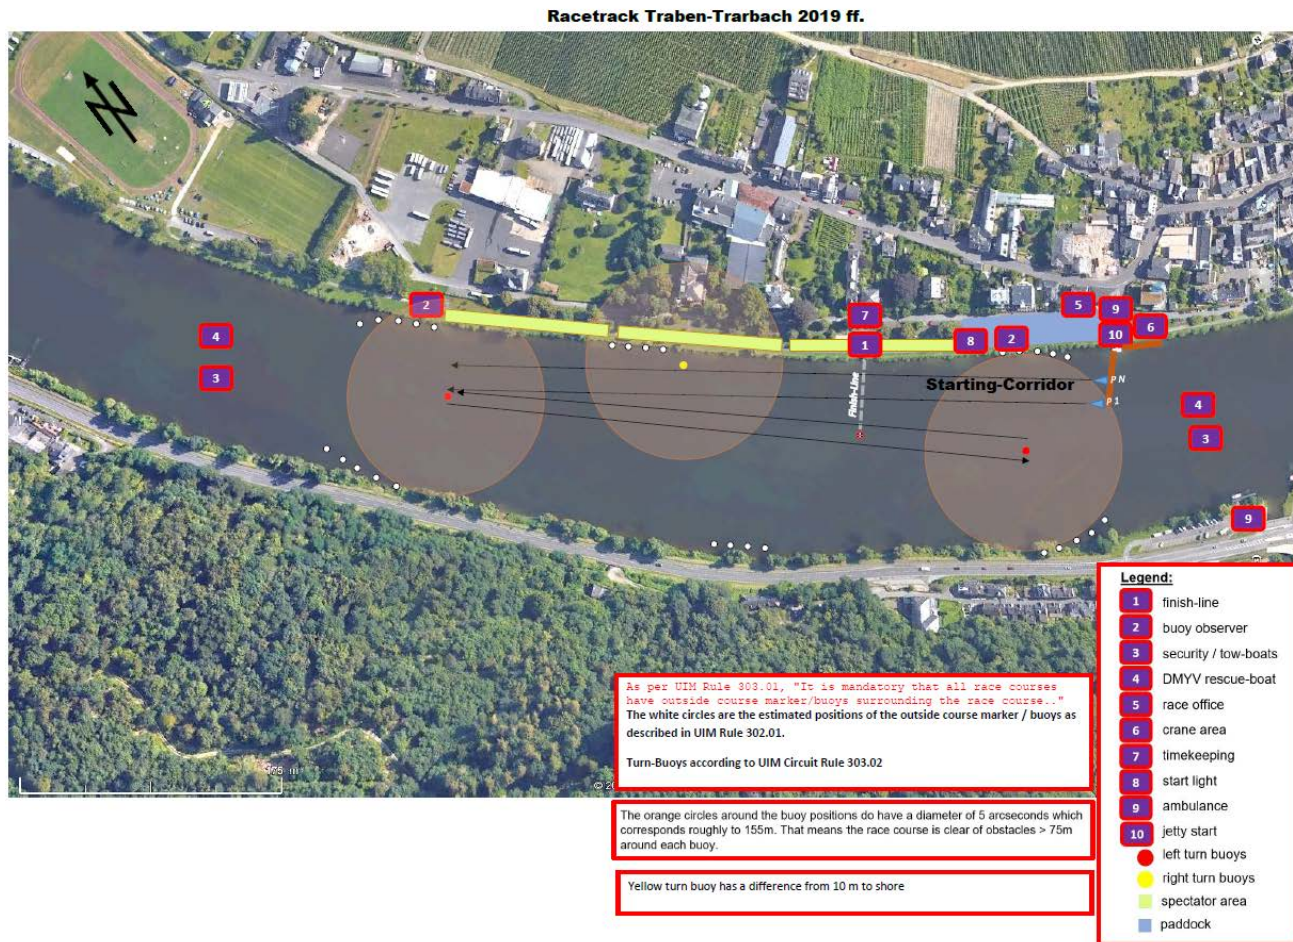 Racetrack Traben-Trarbach 2019 ff.
N
2
7
5
9
4
1
8
2
10
6
3
Finish-Line
Starting-Corridor
P N
P 1
4
3
9
Legend:
1 finish-line
2 buoy observer
3 security / tow-boats
4 DMYV rescue-boat
5 race office
6 crane area
7 timekeeping
8 start light
9 ambulance
10 jetty start
left turn buoys
right turn buoys
spectator area
paddock
As per UIM Rule 303.01, "It is mandatory that all race courses
have outside course marker/buoys surrounding the race course.."
The white circles are the estimated positions of the outside course marker / buoys as
described in UIM Rule 302.01.
Turn-Buoys according to UIM Circuit Rule 303.02
The orange circles around the buoy positions do have a diameter of 5 arcseconds which
corresponds roughly to 155m. That means the race course is clear of obstacles > 75m
around each buoy.
Yellow turn buoy has a difference from 10 m to shore